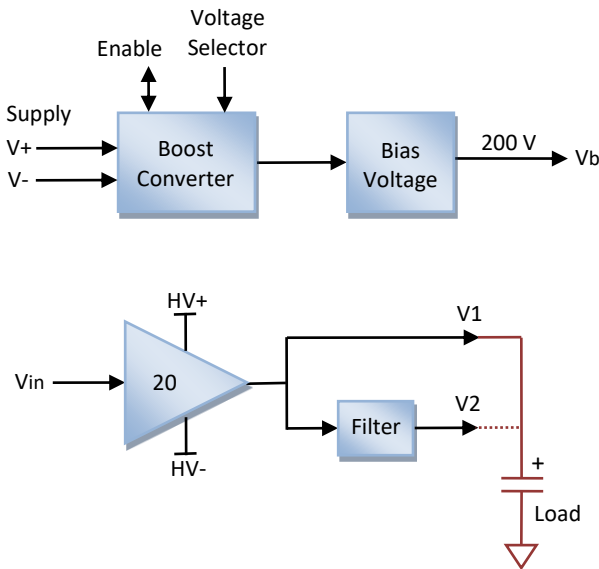 Voltage
Selector
Enable
Supply
V+
V-
Boost
Converter
Bias
Voltage
200 V
Vb
HV+
Vin
20
HV-
V1
V2
Filter
+
Load